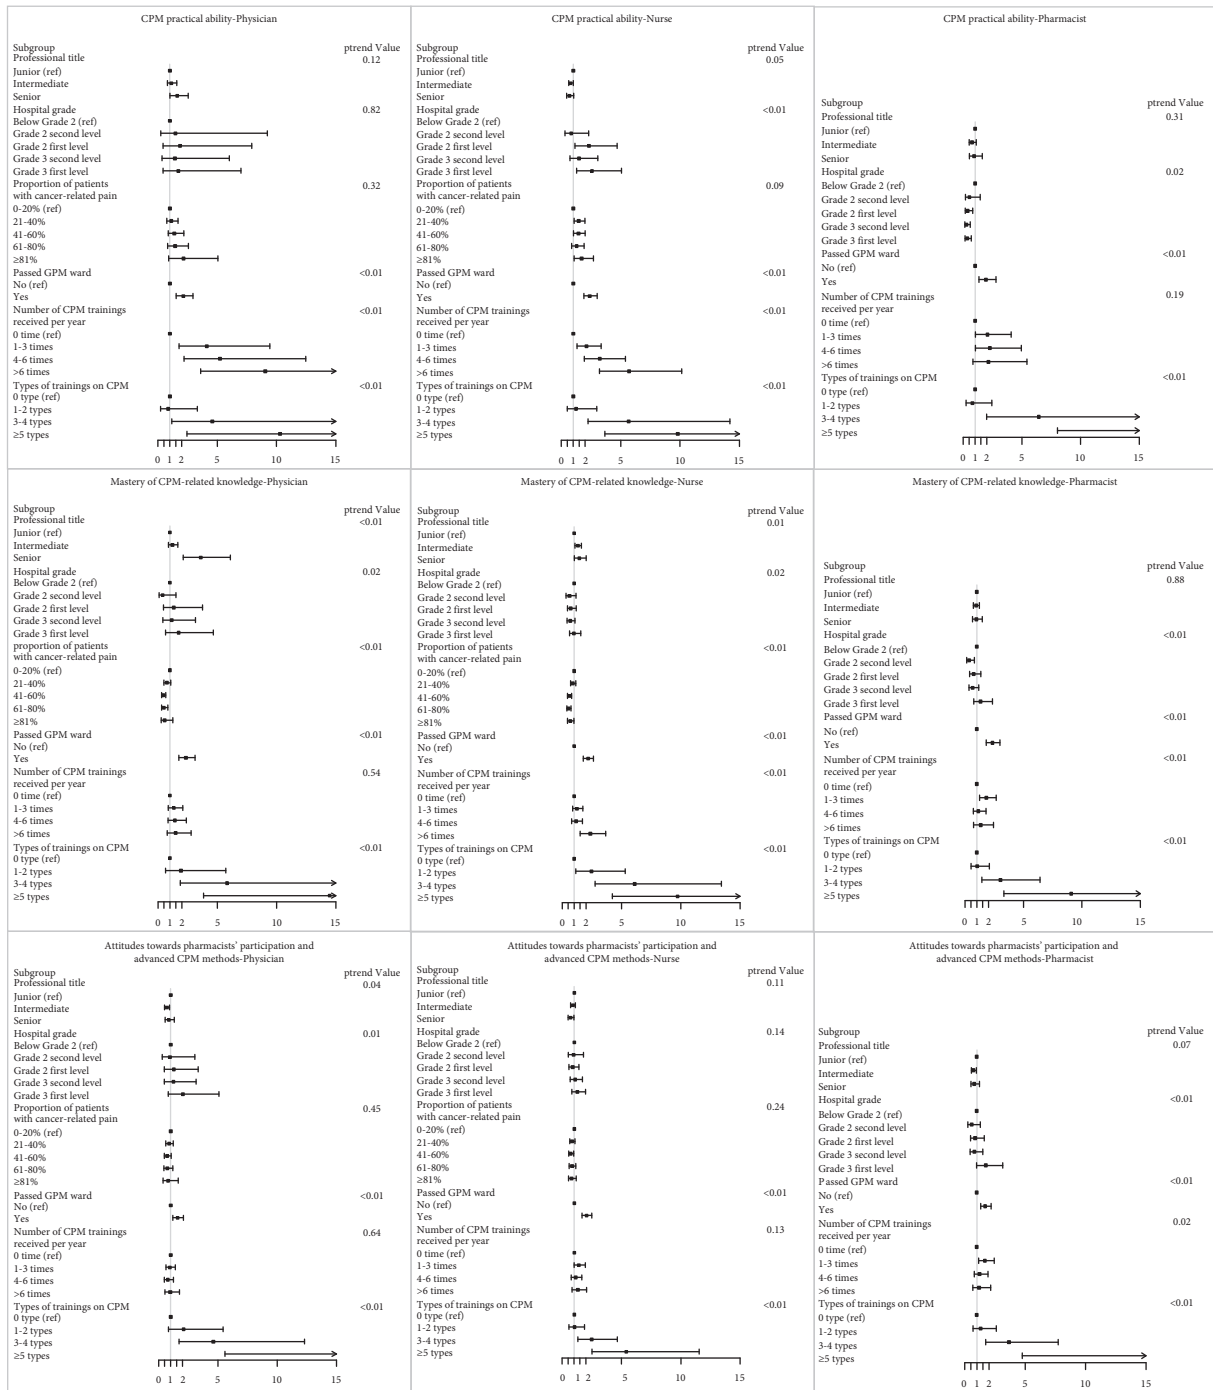 CPM practical ability-Physician
Subgroup ptrend Value
Professional title 0.12
Junior (ref)
Intermediate
Senior
Hospital grade 0.82
Below Grade 2 (ref)
Grade 2 second level
Grade 2 first level
Grade 3 second level
Grade 3 first level
Proportion of patients 0.32
with cancer-related pain
0-20% (ref)
21-40%
41-60%
61-80%
≥81%
Passed GPM ward <0.01
No (ref)
Yes
Number of CPM trainings <0.01
received per year
0 time (ref)
1-3 times
4-6 times
>6 times
Types of trainings on CPM <0.01
0 type (ref)
1-2 types
3-4 types
≥5 types
0 1 2 5 10 15
CPM practical ability-Nurse
Subgroup ptrend Value
Professional title 0.05
Junior (ref)
Intermediate
Senior
Hospital grade <0.01
Below Grade 2 (ref)
Grade 2 second level
Grade 2 first level
Grade 3 second level
Grade 3 first level
Proportion of patients 0.09
with cancer-related pain
0-20% (ref)
21-40%
41-60%
61-80%
≥81%
Passed GPM ward <0.01
No (ref)
Yes
Number of CPM trainings <0.01
received per year
0 time (ref)
1-3 times
4-6 times
>6 times
Types of trainings on CPM <0.01
0 type (ref)
1-2 types
3-4 types
≥5 types
0 1 2 5 10 15
CPM practical ability-Pharmacist
Subgroup ptrend Value
Professional title 0.31
Junior (ref)
Intermediate
Senior
Hospital grade 0.02
Below Grade 2 (ref)
Grade 2 second level
Grade 2 first level
Grade 3 second level
Grade 3 first level
Passed GPM ward <0.01
No (ref)
Yes
Number of CPM trainings 0.19
received per year
0 time (ref)
1-3 times
4-6 times
>6 times
Types of trainings on CPM <0.01
0 type (ref)
1-2 types
3-4 types
≥5 types
0 1 2 5 10 15
Mastery of CPM-related knowledge-Physician
Subgroup ptrend Value
Professional title <0.01
Junior (ref)
Intermediate
Senior
Hospital grade 0.02
Below Grade 2 (ref)
Grade 2 second level
Grade 2 first level
Grade 3 second level
Grade 3 first level
proportion of patients <0.01
with cancer-related pain
0-20% (ref)
21-40%
41-60%
61-80%
≥81%
Passed GPM ward <0.01
No (ref)
Yes
Number of CPM trainings 0.54
received per year
0 time (ref)
1-3 times
4-6 times
>6 times
Types of trainings on CPM <0.01
0 type (ref)
1-2 types
3-4 types
≥5 types
0 1 2 5 10 15
Mastery of CPM-related knowledge-Nurse
Subgroup ptrend Value
Professional title 0.01
Junior (ref)
Intermediate
Senior
Hospital grade 0.02
Below Grade 2 (ref)
Grade 2 second level
Grade 2 first level
Grade 3 second level
Grade 3 first level
Proportion of patients <0.01
with cancer-related pain
0-20% (ref)
21-40%
41-60%
61-80%
≥81%
Passed GPM ward <0.01
No (ref)
Yes
Number of CPM trainings <0.01
received per year
0 time (ref)
1-3 times
4-6 times
>6 times
Types of trainings on CPM <0.01
0 type (ref)
1-2 types
3-4 types
≥5 types
0 1 2 5 10 15
Mastery of CPM-related knowledge-Pharmacist
Subgroup ptrend Value
Professional title 0.88
Junior (ref)
Intermediate
Senior
Hospital grade <0.01
Below Grade 2 (ref)
Grade 2 second level
Grade 2 first level
Grade 3 second level
Grade 3 first level
Passed GPM ward <0.01
No (ref)
Yes
Number of CPM trainings <0.01
received per year
0 time (ref)
1-3 times
4-6 times
>6 times
Types of trainings on CPM <0.01
0 type (ref)
1-2 types
3-4 types
≥5 types
0 1 2 5 10 15
Attitudes towards pharmacists' participation and
advanced CPM methods-Physician
Subgroup ptrend Value
Professional title 0.04
Junior (ref)
Intermediate
Senior
Hospital grade 0.01
Below Grade 2 (ref)
Grade 2 second level
Grade 2 first level
Grade 3 second level
Grade 3 first level
Proportion of patients 0.45
with cancer-related pain
0-20% (ref)
21-40%
41-60%
61-80%
≥81%
Passed GPM ward <0.01
No (ref)
Yes
Number of CPM trainings 0.64
received per year
0 time (ref)
1-3 times
4-6 times
>6 times
Types of trainings on CPM <0.01
0 type (ref)
1-2 types
3-4 types
≥5 types
0 1 2 5 10 15
Attitudes towards pharmacists' participation and
advanced CPM methods-Nurse
Subgroup ptrend Value
Professional title 0.11
Junior (ref)
Intermediate
Senior
Hospital grade 0.14
Below Grade 2 (ref)
Grade 2 second level
Grade 2 first level
Grade 3 second level
Grade 3 first level
Proportion of patients 0.24
with cancer-related pain
0-20% (ref)
21-40%
41-60%
61-80%
≥81%
Passed GPM ward <0.01
No (ref)
Yes
Number of CPM trainings 0.13
received per year
0 time (ref)
1-3 times
4-6 times
>6 times
Types of trainings on CPM <0.01
0 type (ref)
1-2 types
3-4 types
≥5 types
0 1 2 5 10 15
Attitudes towards pharmacists' participation and
advanced CPM methods-Pharmacist
Subgroup ptrend Value
Professional title 0.07
Junior (ref)
Intermediate
Senior
Hospital grade <0.01
Below Grade 2 (ref)
Grade 2 second level
Grade 2 first level
Grade 3 second level
Grade 3 first level
Passed GPM ward <0.01
No (ref)
Yes
Number of CPM trainings 0.02
received per year
0 time (ref)
1-3 times
4-6 times
>6 times
Types of trainings on CPM <0.01
0 type (ref)
1-2 types
3-4 types
≥5 types
0 1 2 5 10 15